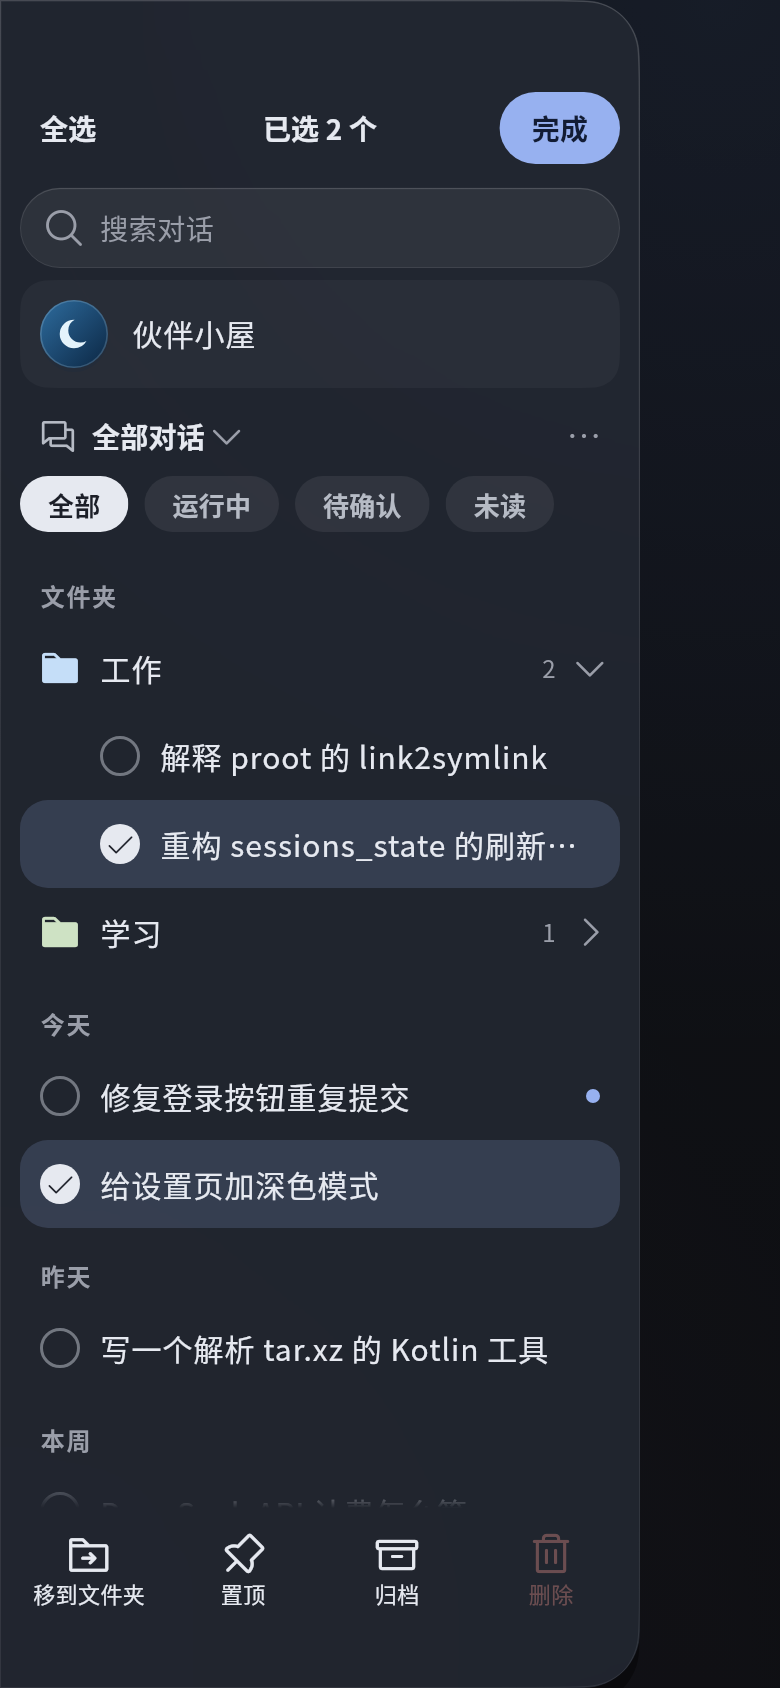 全选
已选 2 个
完成
搜索对话
伙伴小屋
全部对话
全部
运行中
待确认
未读
文件夹
工作
2
解释 proot 的 link2symlink
重构 sessions_state 的刷新…
学习
1
今天
修复登录按钮重复提交
给设置页加深色模式
昨天
写一个解析 tar.xz 的 Kotlin 工具
本周
移到文件夹
置顶
归档
删除